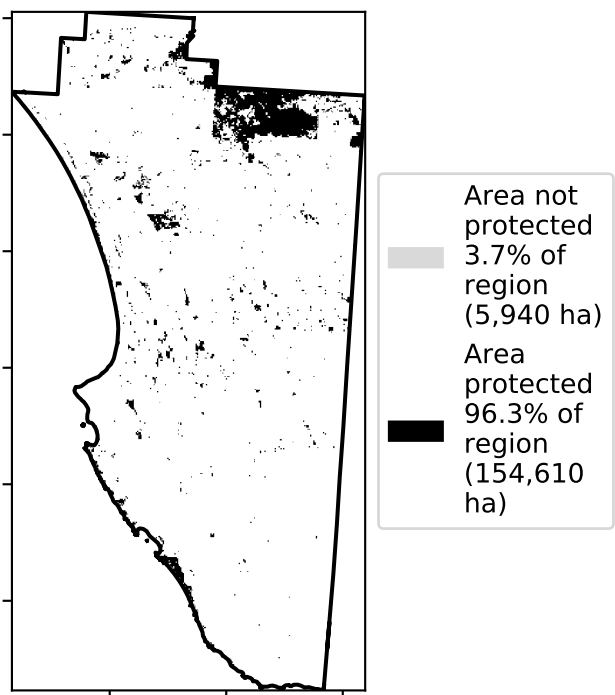 Area not
protected
3.7% of
region
(5,940 ha)
Area
protected
96.3% of
region
(154,610
ha)